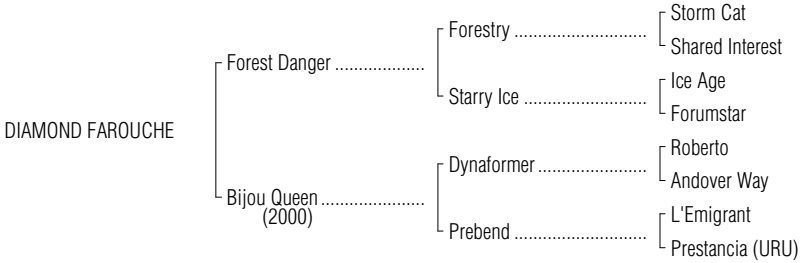 Storm Cat
Forestry ............................
Shared Interest
Forest Danger ...................
Ice Age
Starry Ice ..........................
Forumstar
DIAMOND FAROUCHE
Roberto
Dynaformer .......................
Andover Way
Bijou Queen ......................
(2000)
L'Emigrant
Prebend ............................
Prestancia (URU)